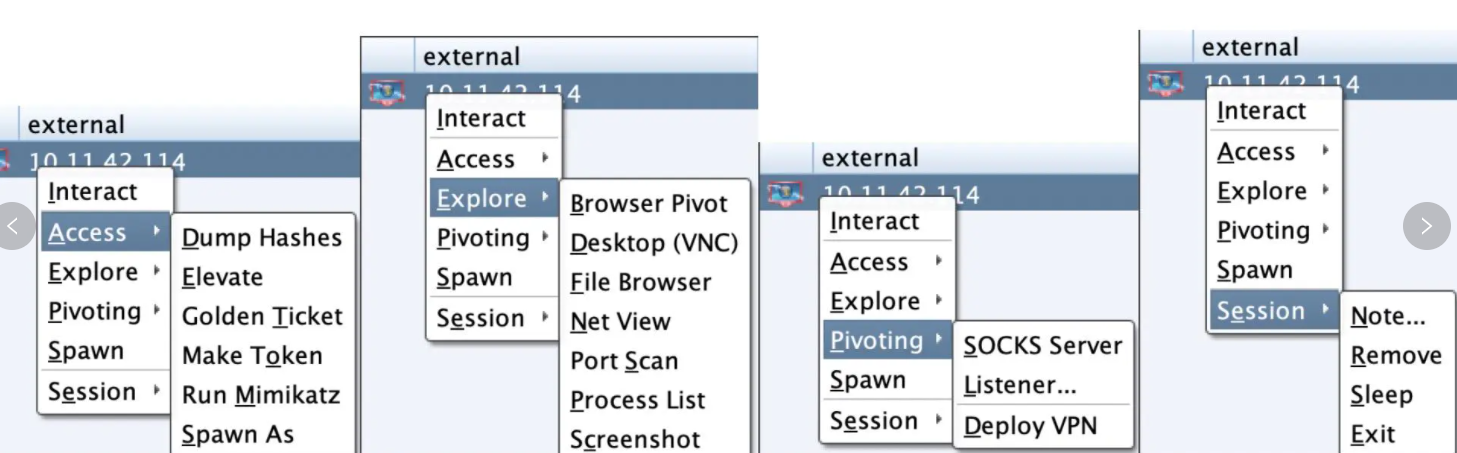 external
10.11.42.114
Interact
Access
Explore
Pivoting
Spawn
Session
Dump Hashes
Elevate
Golden Ticket
Make Token
Run Mimikatz
Spawn As
external
10.11.42.114
Interact
Access
Explore
Pivoting
Spawn
Session
Browser Pivot
Desktop (VNC)
File Browser
Net View
Port Scan
Process List
Screenshot
external
10.11.42.114
Interact
Access
Explore
Pivoting
Spawn
Session
SOCKS Server
Listener...
Deploy VPN
external
10.11.42.114
Interact
Access
Explore
Pivoting
Spawn
Session
Note...
Remove
Sleep
Exit